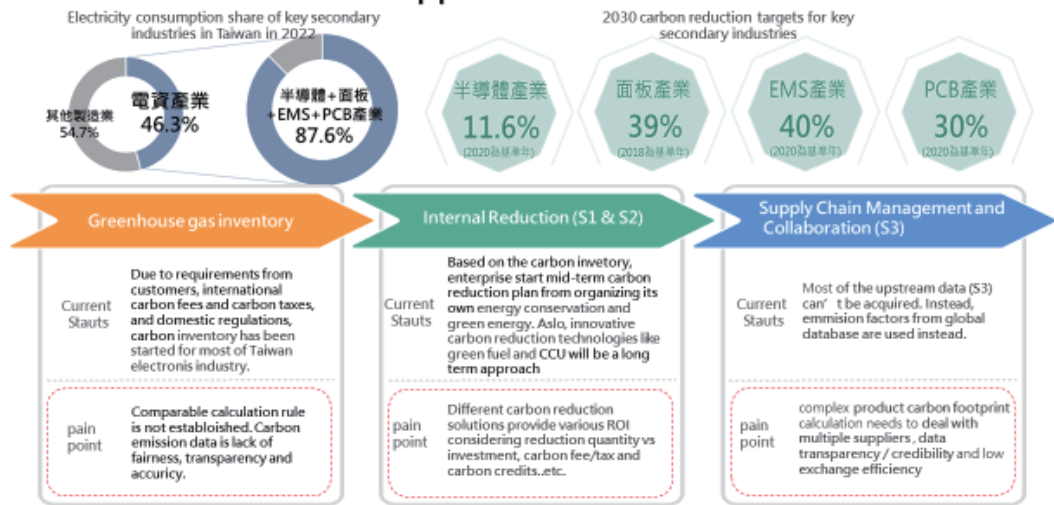 Electricity consumption share of key secondary
industries in Taiwan in 2022
2030 carbon reduction targets for key
secondary industries
其他製造業
54.7%
電資產業
46.3%
半導體+面板
+EMS+PCB產業
87.6%
半導體產業
11.6%
(2020為基準年)
面板產業
39%
(2018為基準年)
EMS產業
40%
(2020為基準年)
PCB產業
30%
(2020為基準年)
Greenhouse gas inventory
Internal Reduction (S1 & S2)
Supply Chain Management and
Collaboration (S3)
Current
Stauts
Due to requirements from
customers, international
carbon fees and carbon taxes,
and domestic regulations,
carbon inventory has been
started for most of Taiwan
electronis industry.
pain
point
Comparable calculation rule
is not establoished. Carbon
emission data is lack of
fairness, transparency and
accuricy.
Current
Stauts
Based on the carbon invetory,
enterprise start mid-term carbon
reduction plan from organizing its
own energy conservation and
green energy. Aslo, innovative
carbon reduction technologies like
green fuel and CCU will be a long
term approach
pain
point
Different carbon reduction
solutions provide various ROI
considering reduction quantity vs
investment, carbon fee/tax and
carbon credits..etc.
Current
Stauts
Most of the upstream data (S3)
can't be acquired. Instead,
emmision factors from global
database are used instead.
pain
point
complex product carbon footprint
calculation needs to deal with
multiple suppliers, data
transparency / credibility and low
exchange efficiency